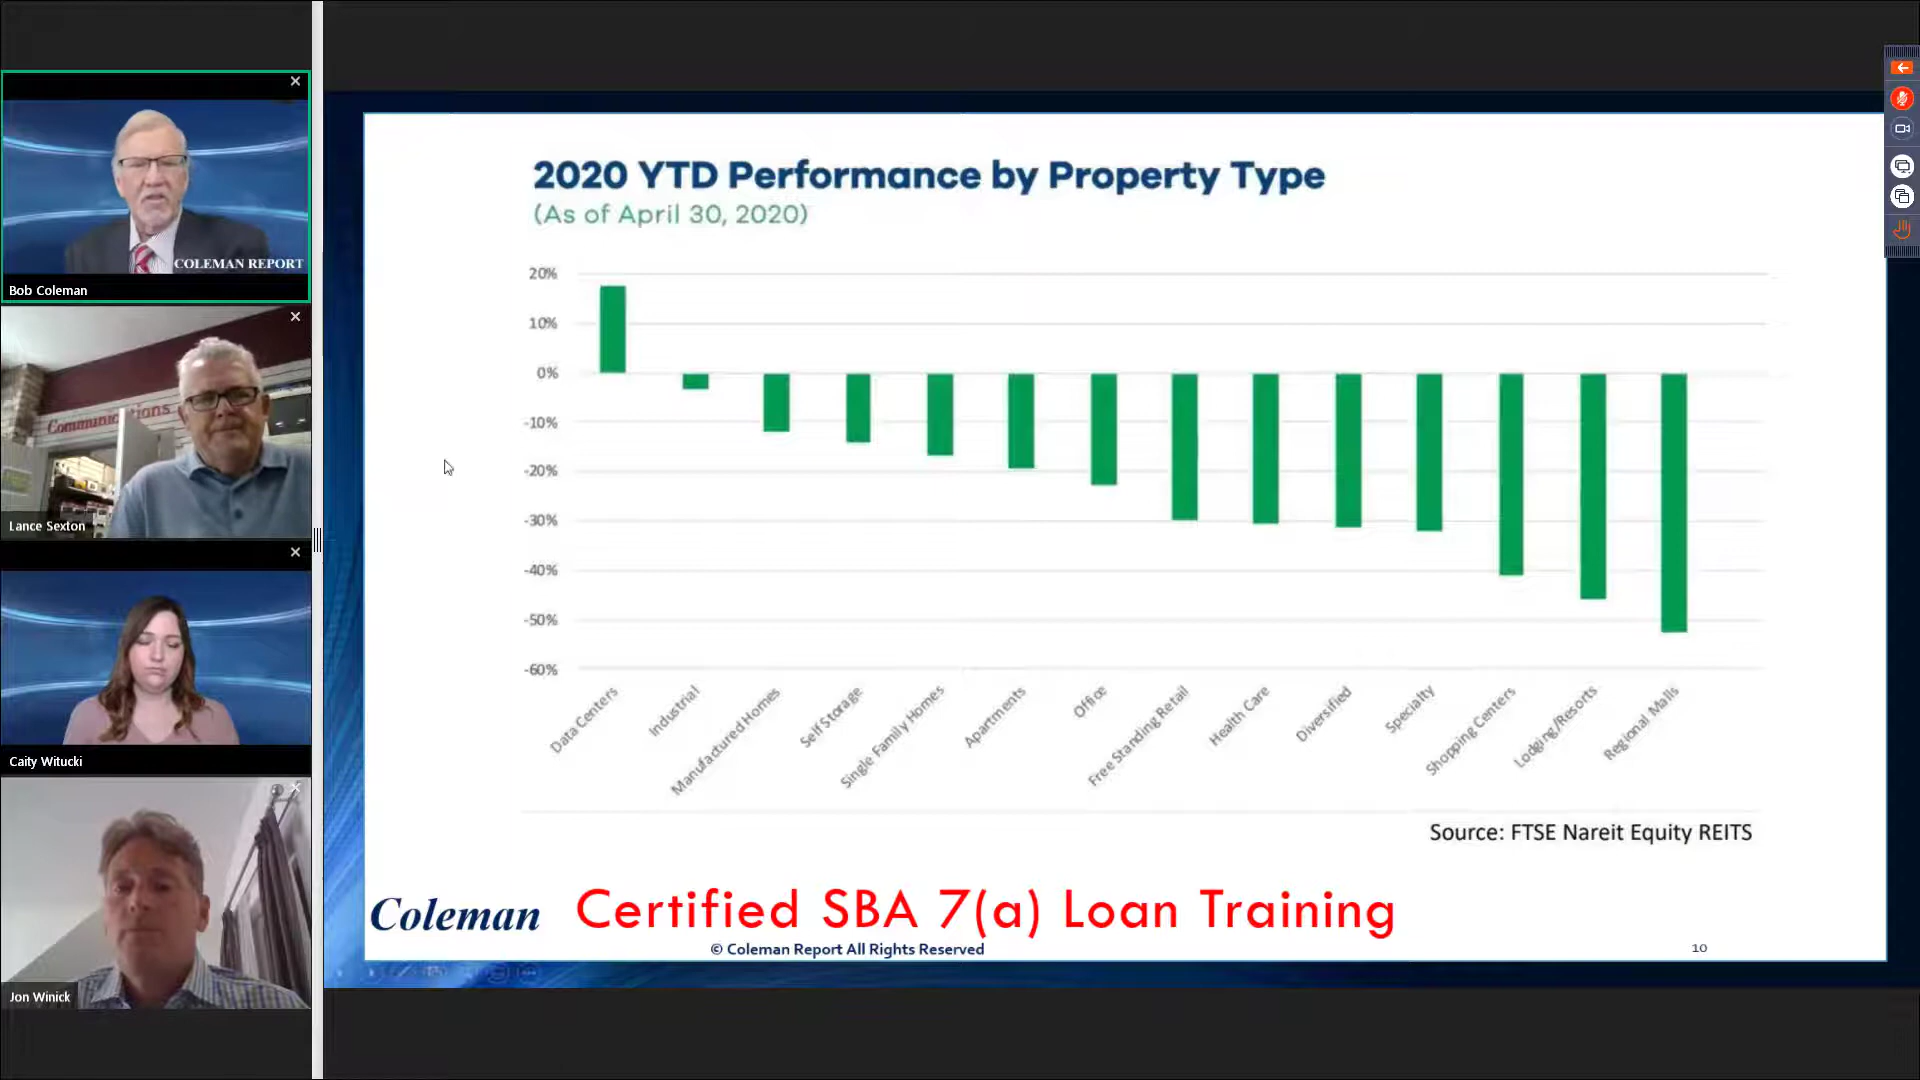 COLEMAN REPORT
Bob Coleman
Communications
Lance Sexton
Caity Witucki
Jon Winick
2020 YTD Performance by Property Type
(As of April 30, 2020)
20%
10%
0%
-10%
-20%
-30%
-40%
-50%
-60%
Data Centers
Industrial
Manufactured Homes
Self Storage
Single Family Homes
Apartments
Office
Free Standing Retail
Health Care
Diversified
Specialty
Shopping Centers
Lodging/Resorts
Regional Malls
Source: FTSE Nareit Equity REITS
Coleman Certified SBA 7(a) Loan Training
© Coleman Report All Rights Reserved
10